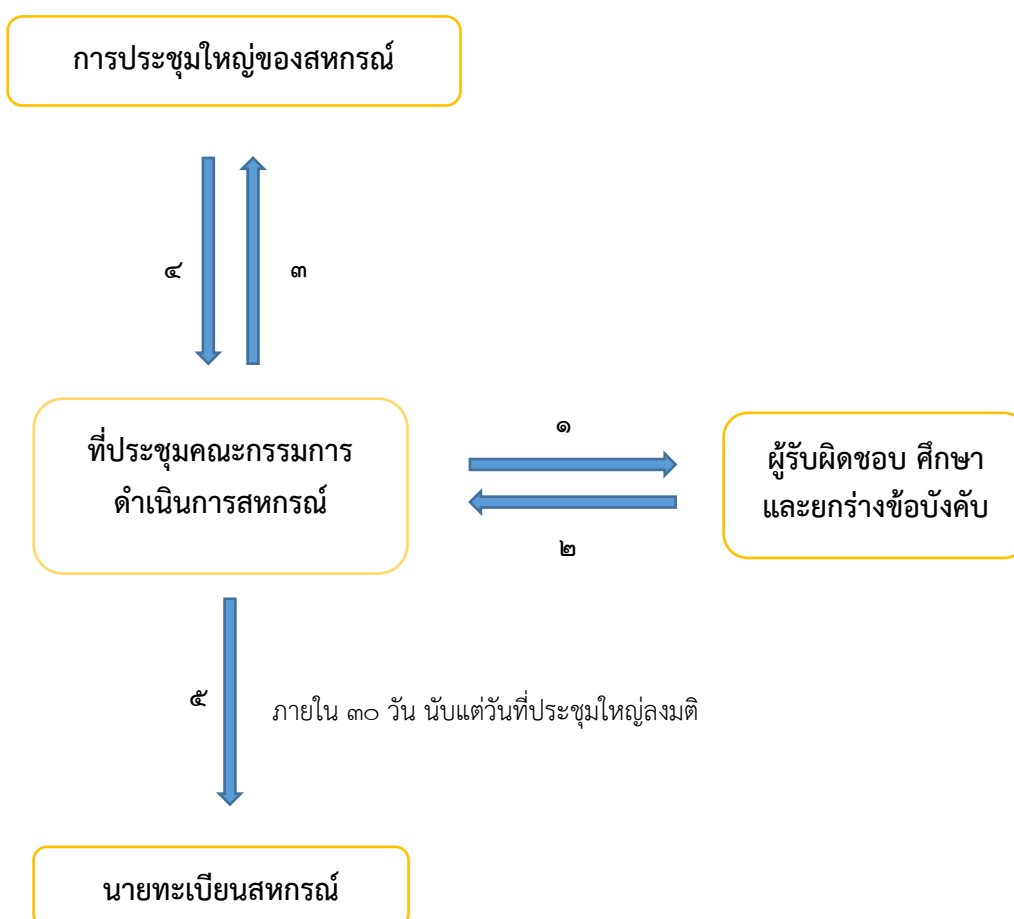 การประชุมใหญ่ของสหกรณ์
๔
๓
ที่ประชุมคณะกรรมการ
ดำเนินการสหกรณ์
๑
๒
ผู้รับผิดชอบ ศึกษา
และยกร่างข้อบังคับ
๕
ภายใน ๓๐ วัน นับแต่วันที่ประชุมใหญ่ลงมติ
นายทะเบียนสหกรณ์